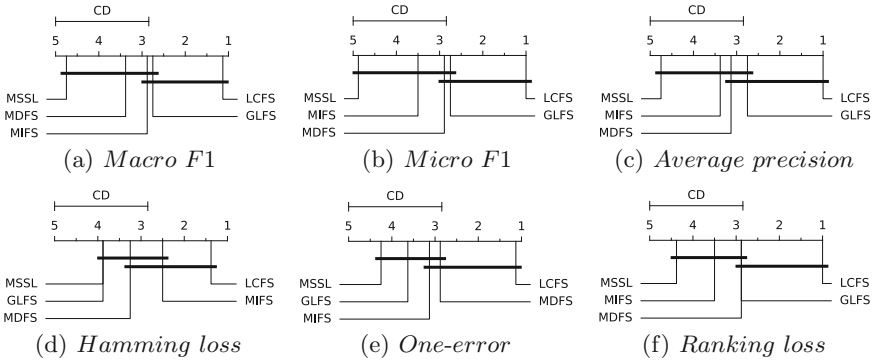 CD
5 4 3 2 1
MSSL LCFS
MDFS GLFS
MIFS
(a) Macro F1
CD
5 4 3 2 1
MSSL LCFS
MIFS GLFS
MDFS
(b) Micro F1
CD
5 4 3 2 1
MSSL LCFS
MIFS GLFS
MDFS
(c) Average precision
CD
5 4 3 2 1
MSSL LCFS
GLFS MIFS
MDFS
(d) Hamming loss
CD
5 4 3 2 1
MSSL LCFS
GLFS MDFS
MIFS
(e) One-error
CD
5 4 3 2 1
MSSL LCFS
MIFS GLFS
MDFS
(f) Ranking loss